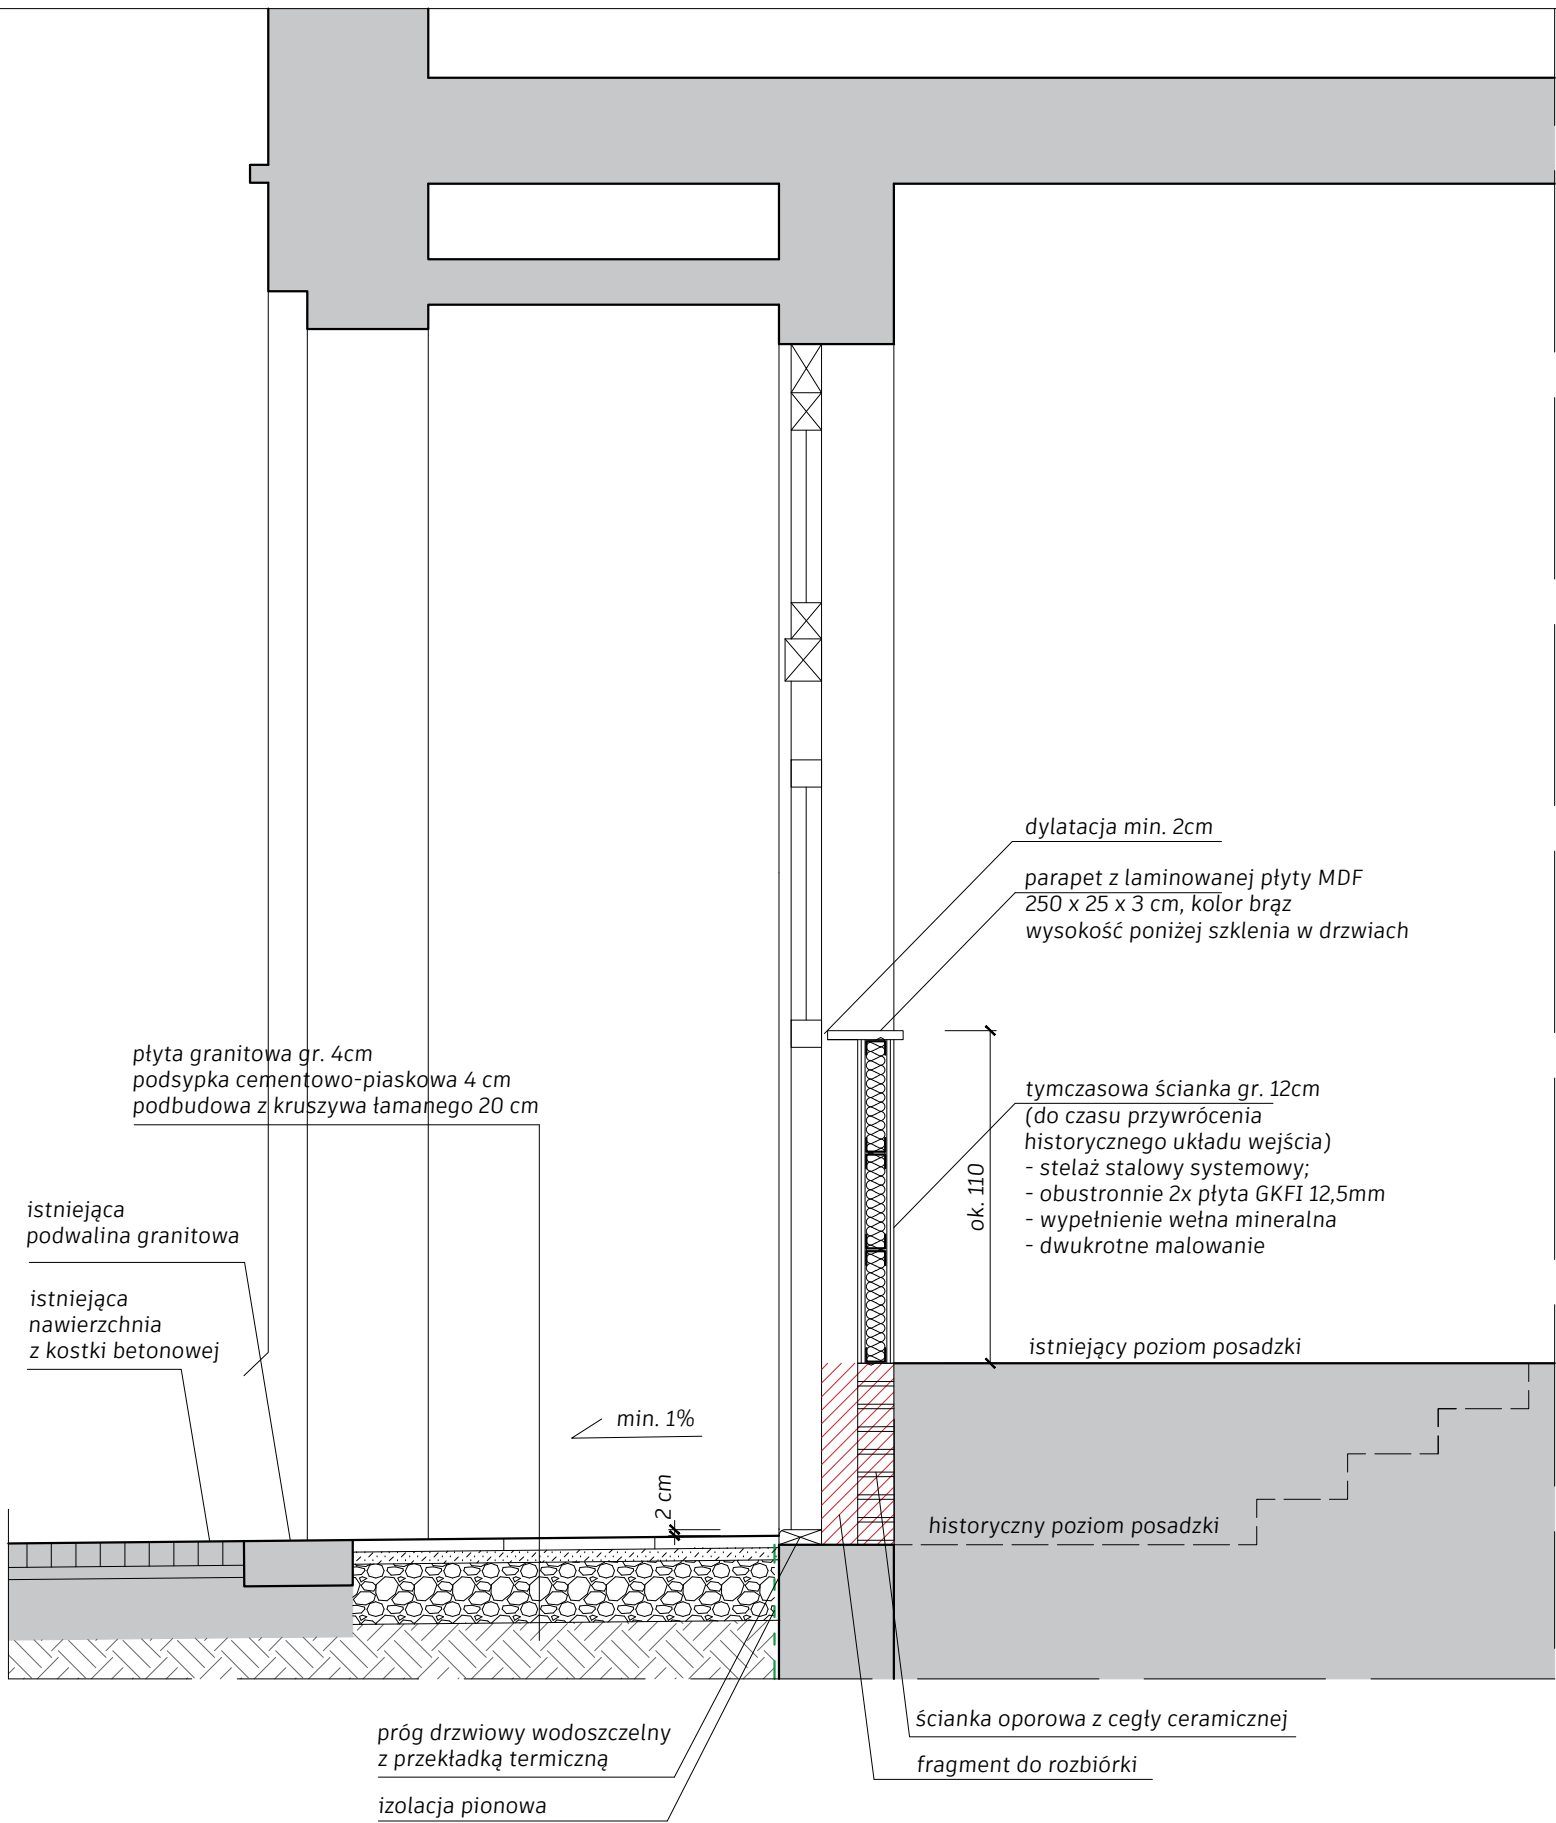 dylatacja min. 2cm
parapet z laminowanej płyty MDF
250 x 25 x 3 cm, kolor brąz
wysokość poniżej szklenia w drzwiach
płyta granitowa gr. 4cm
podsypka cementowo-piaskowa 4 cm
podbudowa z kruszywa łamanego 20 cm
tymczasowa ścianka gr. 12cm
(do czasu przywrócenia
historycznego układu wejścia)
- stelaż stalowy systemowy;
- obustronnie 2x płyta GKFI 12,5mm
- wypełnienie wełna mineralna
- dwukrotne malowanie
ok. 110
istniejąca
podwalina granitowa
istniejąca
nawierzchnia
z kostki betonowej
istniejący poziom posadzki
min. 1%
2 cm
historyczny poziom posadzki
próg drzwiowy wodoszczelny
z przekładką termiczną
izolacja pionowa
ścianka oporowa z cegły ceramicznej
fragment do rozbiórki